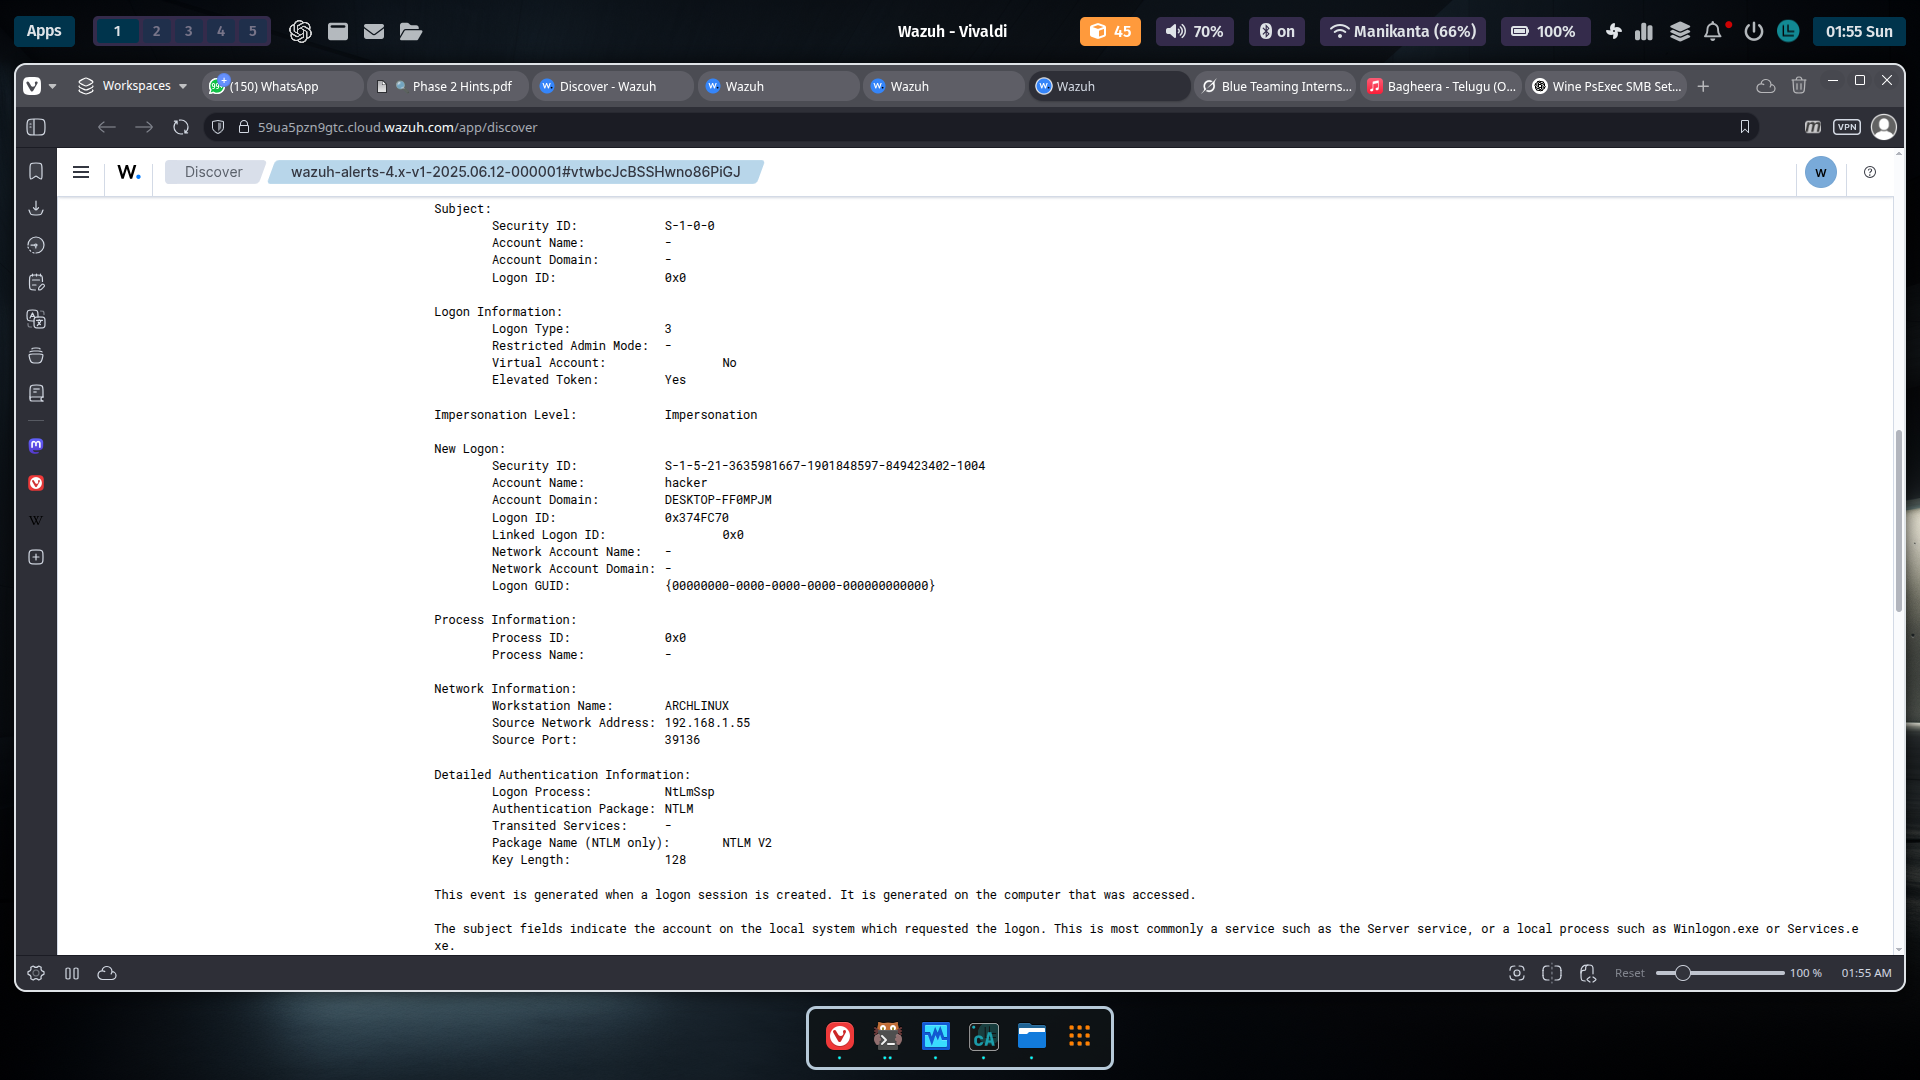 Apps 1 2 3 4 5 Wazuh - Vivaldi 45 70% on Manikanta (66%) 100% 01:55 Sun
Workspaces (150) WhatsApp Phase 2 Hints.pdf Discover - Wazuh Wazuh Wazuh Wazuh Blue Teaming Interns... Bagheera - Telugu (O... Wine PsExec SMB Set...
59ua5pzn9gtc.cloud.wazuh.com/app/discover VPN
W. Discover wazuh-alerts-4.x-v1-2025.06.12-000001#vtwbcJcBSSHwno86PiGJ W
Subject:
Security ID: S-1-0-0
Account Name: -
Account Domain: -
Logon ID: 0x0
Logon Information:
Logon Type: 3
Restricted Admin Mode: -
Virtual Account: No
Elevated Token: Yes
Impersonation Level: Impersonation
New Logon:
Security ID: S-1-5-21-3635981667-1901848597-849423402-1004
Account Name: hacker
Account Domain: DESKTOP-FF0MPJM
Logon ID: 0x374FC70
Linked Logon ID: 0x0
Network Account Name: -
Network Account Domain: -
Logon GUID: {00000000-0000-0000-0000-000000000000}
Process Information:
Process ID: 0x0
Process Name: -
Network Information:
Workstation Name: ARCHLINUX
Source Network Address: 192.168.1.55
Source Port: 39136
Detailed Authentication Information:
Logon Process: NtLmSsp
Authentication Package: NTLM
Transited Services: -
Package Name (NTLM only): NTLM V2
Key Length: 128
This event is generated when a logon session is created. It is generated on the computer that was accessed.
The subject fields indicate the account on the local system which requested the logon. This is most commonly a service such as the Server service, or a local process such as Winlogon.exe or Services.e
xe.
Reset 100 % 01:55 AM